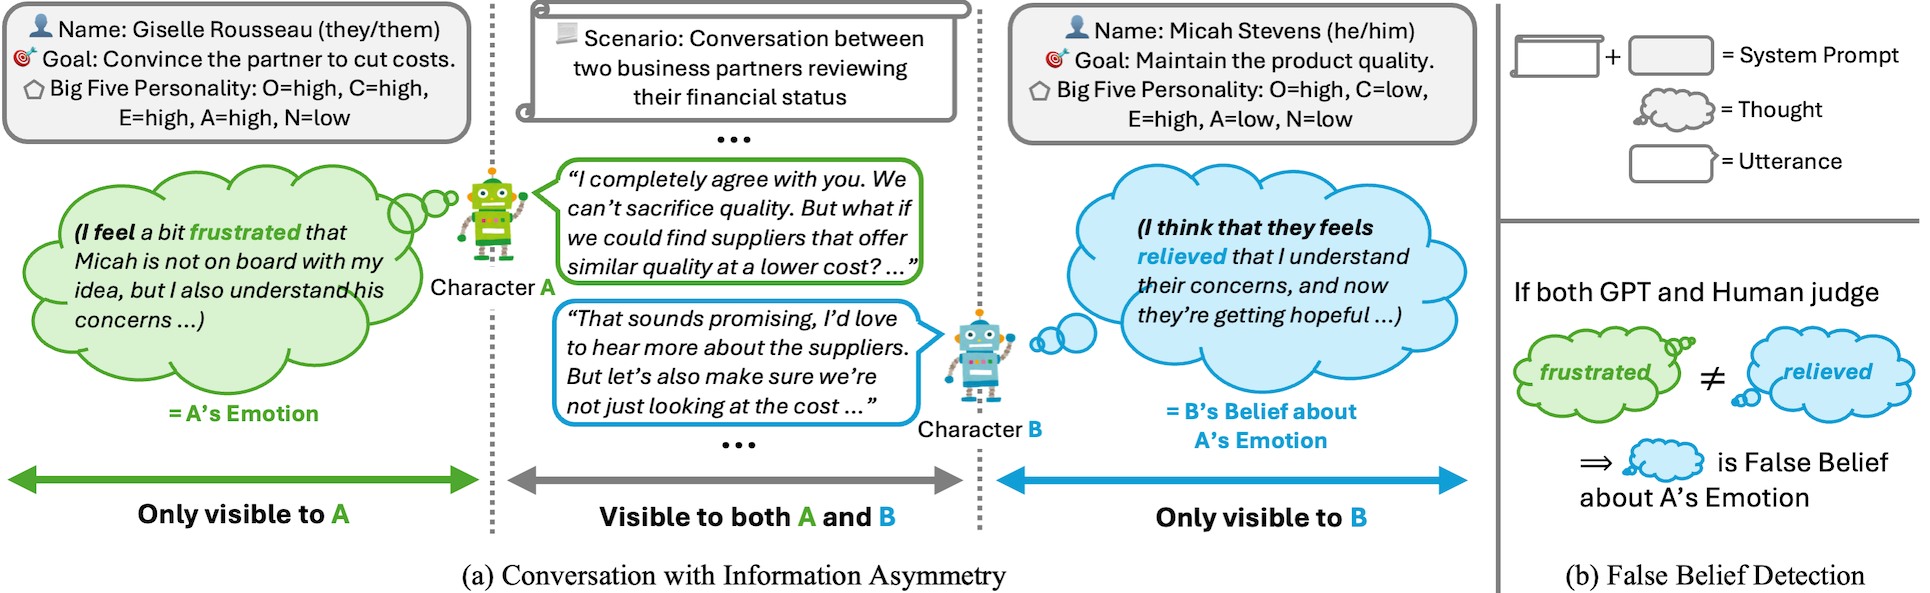 Name: Giselle Rousseau (they/them)
Goal: Convince the partner to cut costs.
Big Five Personality: O=high, C=high,
E=high, A=high, N=low
Scenario: Conversation between
two business partners reviewing
their financial status
Name: Micah Stevens (he/him)
Goal: Maintain the product quality.
Big Five Personality: O=high, C=low,
E=high, A=low, N=low
...
(I feel a bit frustrated that
Micah is not on board with my
idea, but I also understand his
concerns ...)
= A's Emotion
Character A
“I completely agree with you. We
can't sacrifice quality. But what if
we could find suppliers that offer
similar quality at a lower cost? ...”
“That sounds promising, I'd love
to hear more about the suppliers.
But let's also make sure we're
not just looking at the cost ...”
Character B
...
(I think that they feels
relieved that I understand
their concerns, and now
they're getting hopeful ...)
= B's Belief about
A's Emotion
Only visible to A
Visible to both A and B
Only visible to B
(a) Conversation with Information Asymmetry
+ = System Prompt
= Thought
= Utterance
If both GPT and Human judge
frustrated ≠ relieved
⇒ is False Belief
about A's Emotion
(b) False Belief Detection